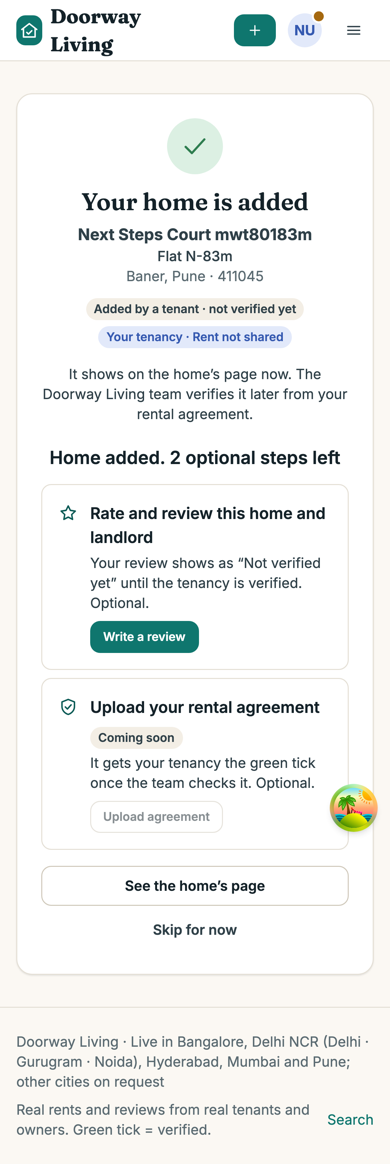 Doorway
Living
+
NU
Your home is added
Next Steps Court mwt80183m
Flat N-83m
Baner, Pune · 411045
Added by a tenant · not verified yet
Your tenancy · Rent not shared
It shows on the home’s page now. The
Doorway Living team verifies it later from your
rental agreement.
Home added. 2 optional steps left
Rate and review this home and
landlord
Your review shows as “Not verified
yet” until the tenancy is verified.
Optional.
Write a review
Upload your rental agreement
Coming soon
It gets your tenancy the green tick
once the team checks it. Optional.
Upload agreement
See the home’s page
Skip for now
Doorway Living · Live in Bangalore, Delhi NCR (Delhi ·
Gurugram · Noida), Hyderabad, Mumbai and Pune;
other cities on request
Real rents and reviews from real tenants and
owners. Green tick = verified.
Search